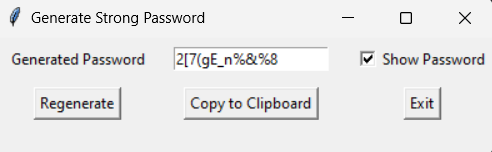 Generate Strong Password
Generated Password 2[7(gE_n%&%8 Show Password
Regenerate Copy to Clipboard Exit